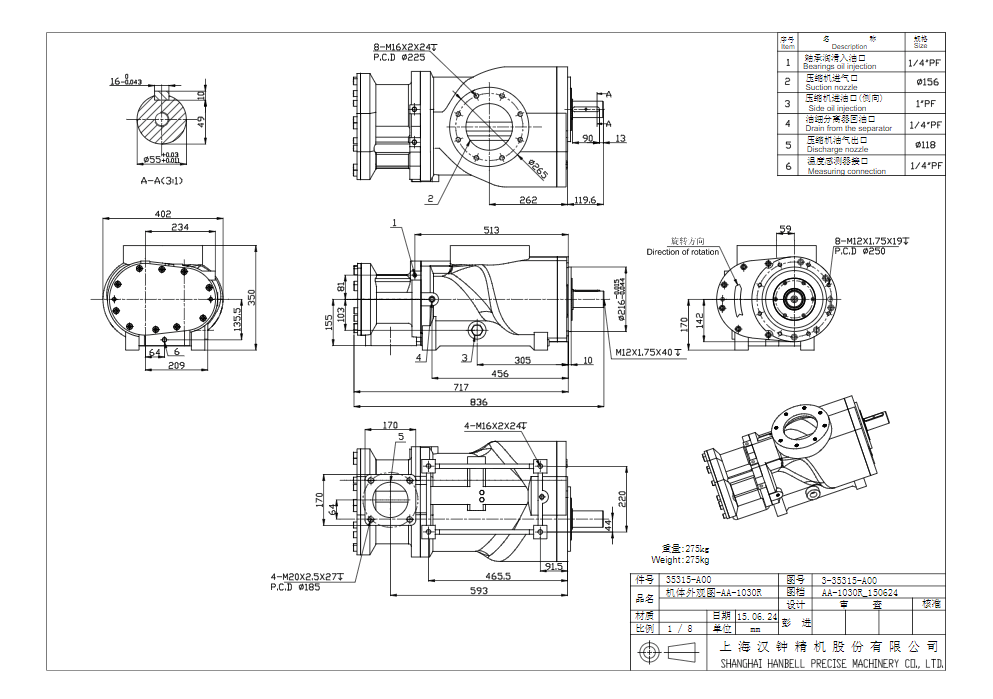 序号 名 称 规格
Item Description Size
1 轴承润滑入油口 1/4"PF
Bearings oil injection
2 压缩机进气口 Ø156
Suction nozzle
3 压缩机进油口(侧向) 1"PF
Side oil injection
4 油细分离器回油口 1/4"PF
Drain from the separator
5 压缩机油气出口 Ø118
Discharge nozzle
6 温度感测器接口 1/4"PF
Measuring connection
8-M16X2X24
P.C.D Ø225
16 0 -0.043
10
49
Ø55 +0.03 +0.011
A-A(3:1)
A
A
90
13
Ø265
2
262
119.6
402
234
350
135.5
64
6
209
1
513
81
103
155
Ø216 -0.015 -0.044
4
3
305
10
M12X1.75X40
456
717
836
旋转方向
Direction of rotation
59
8-M12X1.75X19
P.C.D Ø250
170
142
170
5
4-M16X2X24
170
64
220
44
91.5
4-M20X2.5X27
P.C.D Ø185
465.5
593
重量:275kg
Weight:275kg
件号 35315-A00 图号 3-35315-A00
品名 机体外观图-AA-1030R 图档 AA-1030R_150624
设计 审 查 核准
材质 日期 15.06.24 彭 进
比例 1 / 8 单位 mm
上海汉钟精机股份有限公司
SHANGHAI HANBELL PRECISE MACHINERY CO., LTD.